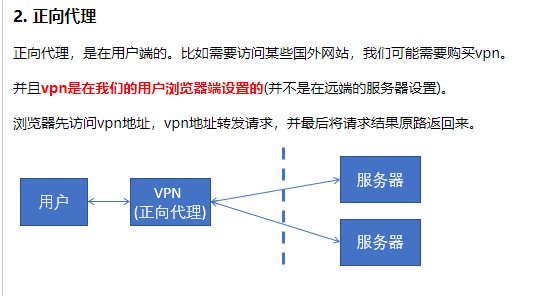 2. 正向代理
正向代理，是在用户端的。比如需要访问某些国外网站，我们可能需要购买vpn。
并且vpn是在我们的用户浏览器端设置的(并不是在远端的服务器设置)。
浏览器先访问vpn地址，vpn地址转发请求，并最后将请求结果原路返回来。
用户
VPN
(正向代理)
服务器
服务器